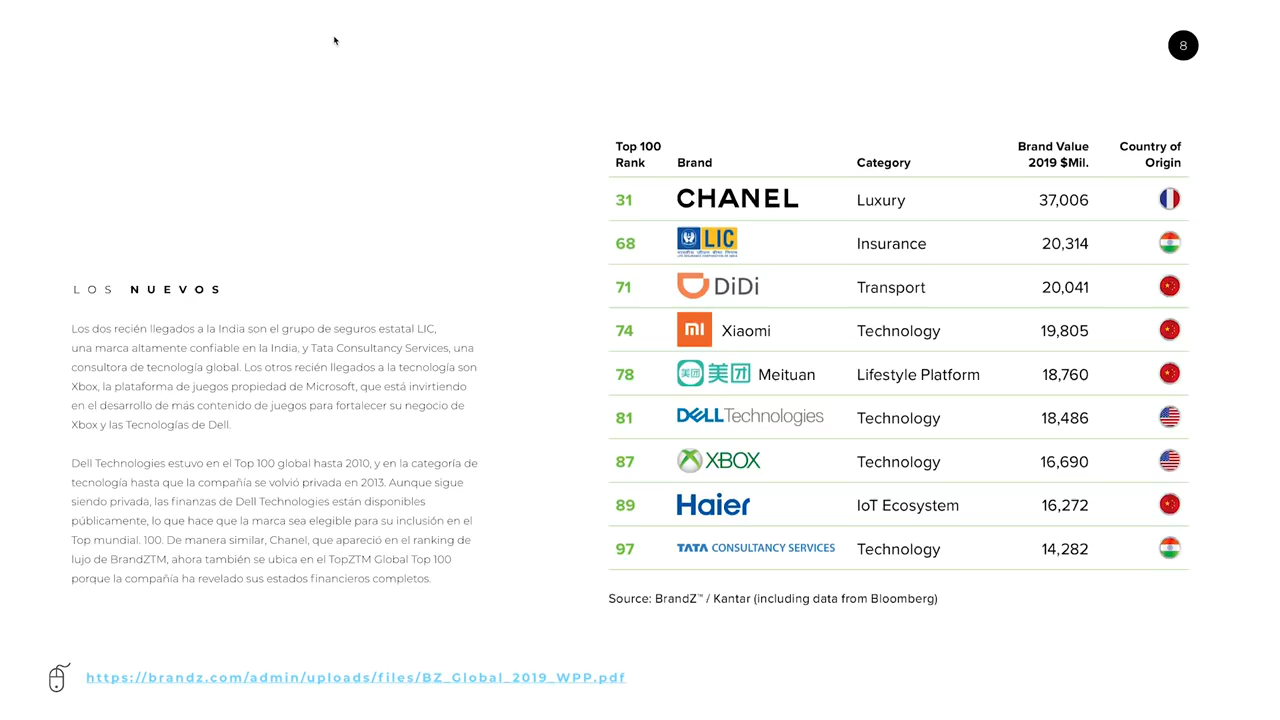 8
LOS NUEVOS
Los dos recién llegados a la India son el grupo de seguros estatal LIC,
una marca altamente confiable en la India, y Tata Consultancy Services, una
consultora de tecnología global. Los otros recién llegados a la tecnología son
Xbox, la plataforma de juegos propiedad de Microsoft, que está invirtiendo
en el desarrollo de más contenido de juegos para fortalecer su negocio de
Xbox y las Tecnologías de Dell.
Dell Technologies estuvo en el Top 100 global hasta 2010, y en la categoría de
tecnología hasta que la compañía se volvió privada en 2013. Aunque sigue
siendo privada, las finanzas de Dell Technologies están disponibles
públicamente, lo que hace que la marca sea elegible para su inclusión en el
Top mundial. 100. De manera similar, Chanel, que apareció en el ranking de
lujo de BrandZTM, ahora también se ubica en el TopZTM Global Top 100
porque la compañía ha revelado sus estados financieros completos.
Top 100 Brand Value Country of
Rank Brand Category 2019 $Mil. Origin
31 CHANEL Luxury 37,006
68 LIC Insurance 20,314
71 DiDi Transport 20,041
74 mi Xiaomi Technology 19,805
78 美团 美团 Meituan Lifestyle Platform 18,760
81 DELLTechnologies Technology 18,486
87 XBOX Technology 16,690
89 Haier IoT Ecosystem 16,272
97 TATA CONSULTANCY SERVICES Technology 14,282
Source: BrandZ™ / Kantar (including data from Bloomberg)
https://brandz.com/admin/uploads/files/BZ_Global_2019_WPP.pdf